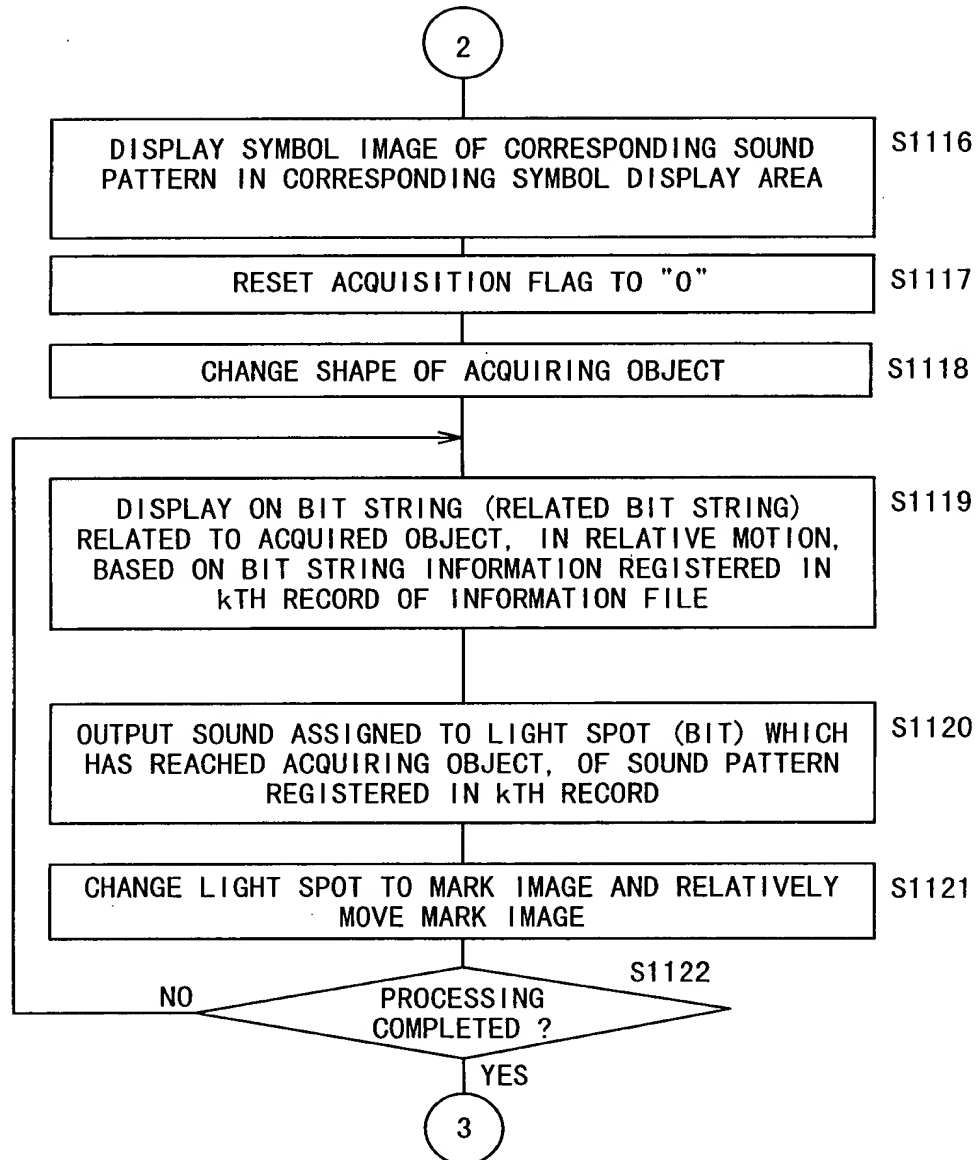 2
DISPLAY SYMBOL IMAGE OF CORRESPONDING SOUND
PATTERN IN CORRESPONDING SYMBOL DISPLAY AREA
S1116
RESET ACQUISITION FLAG TO "0"
S1117
CHANGE SHAPE OF ACQUIRING OBJECT
S1118
DISPLAY ON BIT STRING (RELATED BIT STRING)
RELATED TO ACQUIRED OBJECT, IN RELATIVE MOTION,
BASED ON BIT STRING INFORMATION REGISTERED IN
kTH RECORD OF INFORMATION FILE
S1119
OUTPUT SOUND ASSIGNED TO LIGHT SPOT (BIT) WHICH
HAS REACHED ACQUIRING OBJECT, OF SOUND PATTERN
REGISTERED IN kTH RECORD
S1120
CHANGE LIGHT SPOT TO MARK IMAGE AND RELATIVELY
MOVE MARK IMAGE
S1121
S1122
NO
PROCESSING
COMPLETED ?
YES
3